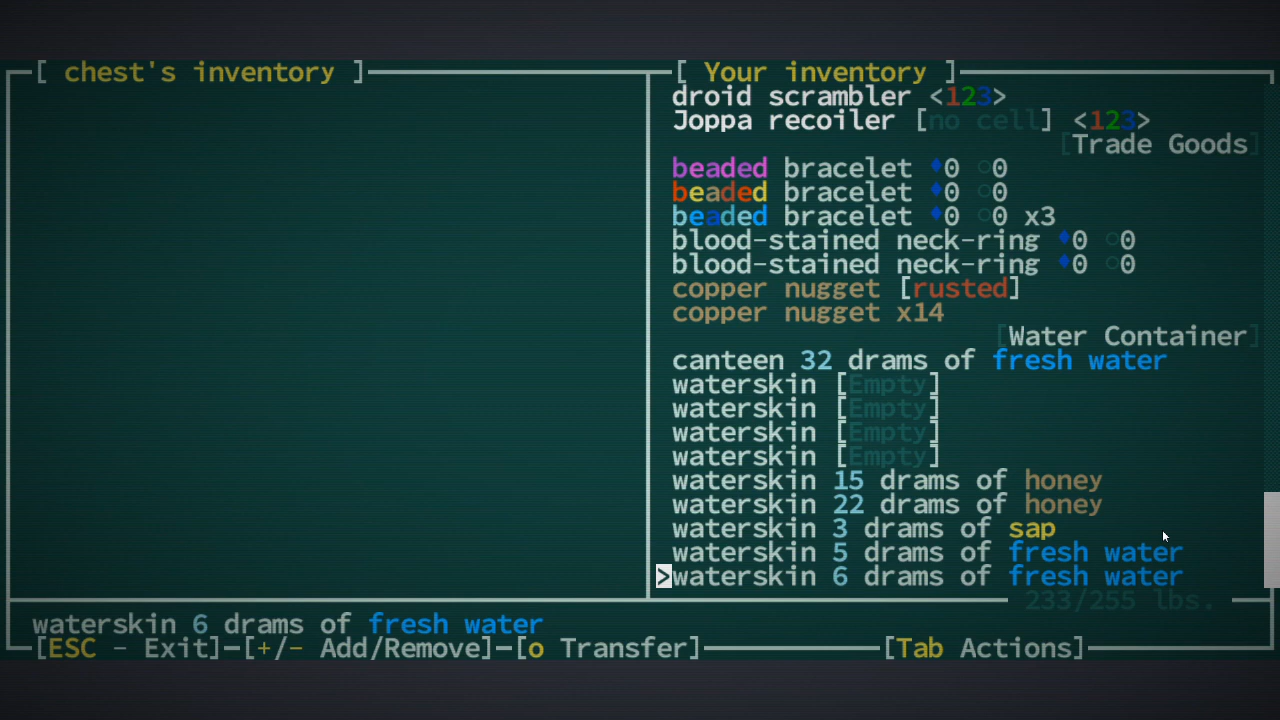 [ chest's inventory ]
[ Your inventory ]
droid scrambler <123>
Joppa recoiler [no cell] <123>
[Trade Goods]
beaded bracelet ♦0 ○0
beaded bracelet ♦0 ○0
beaded bracelet ♦0 ○0 x3
blood-stained neck-ring ♦0 ○0
blood-stained neck-ring ♦0 ○0
copper nugget [rusted]
copper nugget x14
[Water Container]
canteen 32 drams of fresh water
waterskin [Empty]
waterskin [Empty]
waterskin [Empty]
waterskin [Empty]
waterskin 15 drams of honey
waterskin 22 drams of honey
waterskin 3 drams of sap
waterskin 5 drams of fresh water
>waterskin 6 drams of fresh water
233/255 lbs.
waterskin 6 drams of fresh water
[ESC - Exit]-[+/- Add/Remove]-[o Transfer] [Tab Actions]